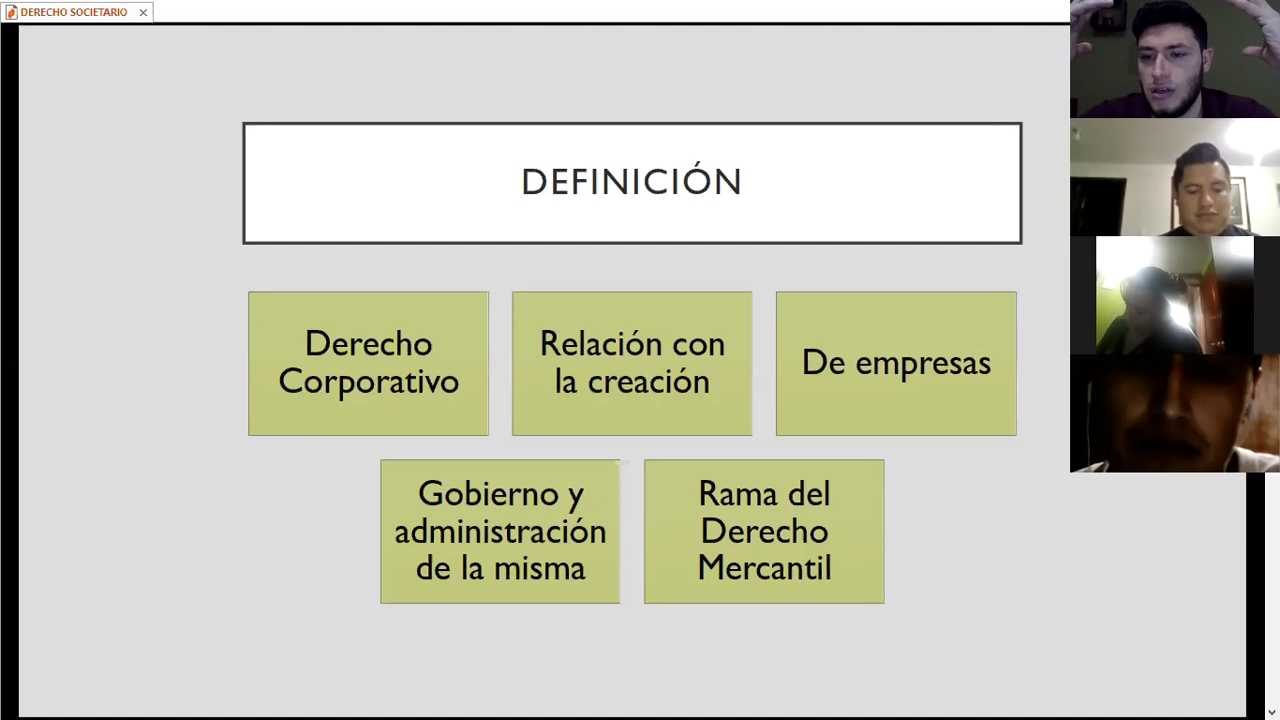 DERECHO SOCIETARIO
DEFINICIÓN
Derecho
Corporativo
Relación con
la creación
De empresas
Gobierno y
administración
de la misma
Rama del
Derecho
Mercantil